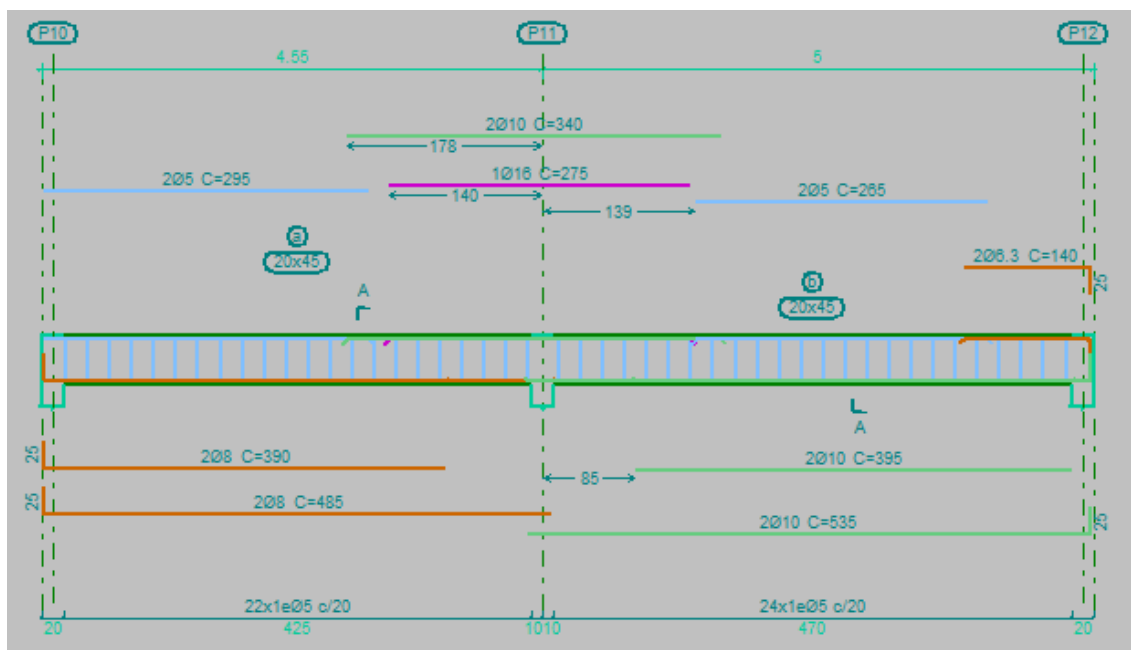 P10 P11 P12
4.55 5
2Ø10 C=340
178
2Ø5 C=295
1Ø16 C=275
140
2Ø5 C=265
139
a
20x45
2Ø6.3 C=140
25
b
20x45
A
A
25
2Ø8 C=390
2Ø10 C=395
85
25
2Ø8 C=485
2Ø10 C=535
25
22x1eØ5 c/20 24x1eØ5 c/20
20 425 1010 470 20